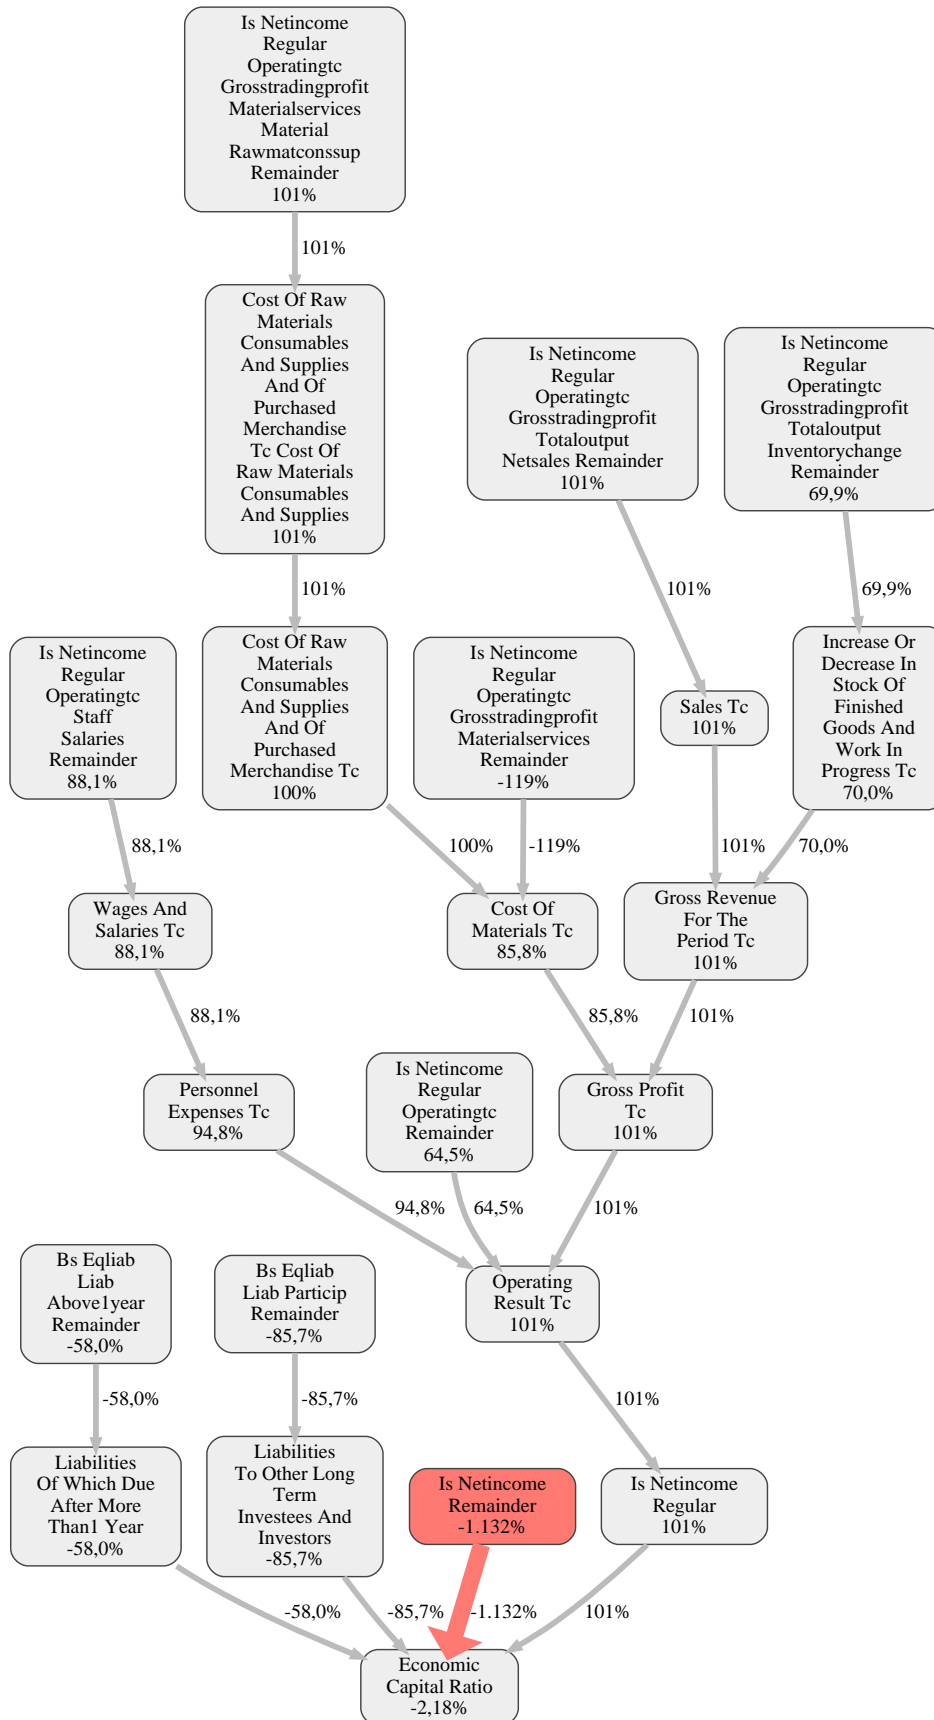 Is Netincome
Regular
Operatingtc
Grosstradingprofit
Materialservices
Material
Rawmatconssup
Remainder
101%
101%
Cost Of Raw
Materials
Consumables
And Supplies
And Of
Purchased
Merchandise
Tc Cost Of
Raw Materials
Consumables
And Supplies
101%
Is Netincome
Regular
Operatingtc
Grosstradingprofit
Totaloutput
Netsales Remainder
101%
Is Netincome
Regular
Operatingtc
Grosstradingprofit
Totaloutput
Inventorychange
Remainder
69,9%
101%
101%
69,9%
Is Netincome
Regular
Operatingtc
Staff
Salaries
Remainder
88,1%
Cost Of Raw
Materials
Consumables
And Supplies
And Of
Purchased
Merchandise Tc
100%
Is Netincome
Regular
Operatingtc
Grosstradingprofit
Materialservices
Remainder
-119%
Sales Tc
101%
Increase Or
Decrease In
Stock Of
Finished
Goods And
Work In
Progress Tc
70,0%
88,1%
100%
-119%
101%
70,0%
Wages And
Salaries Tc
88,1%
Cost Of
Materials Tc
85,8%
Gross Revenue
For The
Period Tc
101%
88,1%
85,8%
101%
Personnel
Expenses Tc
94,8%
Is Netincome
Regular
Operatingtc
Remainder
64,5%
Gross Profit
Tc
101%
94,8%
64,5%
101%
Bs Eqliab
Liab
Above1year
Remainder
-58,0%
Bs Eqliab
Liab Particip
Remainder
-85,7%
Operating
Result Tc
101%
-58,0%
-85,7%
101%
Liabilities
Of Which Due
After More
Than1 Year
-58,0%
Liabilities
To Other Long
Term
Investees And
Investors
-85,7%
Is Netincome
Remainder
-1.132%
Is Netincome
Regular
101%
-58,0%
-85,7%
-1.132%
101%
Economic
Capital Ratio
-2,18%